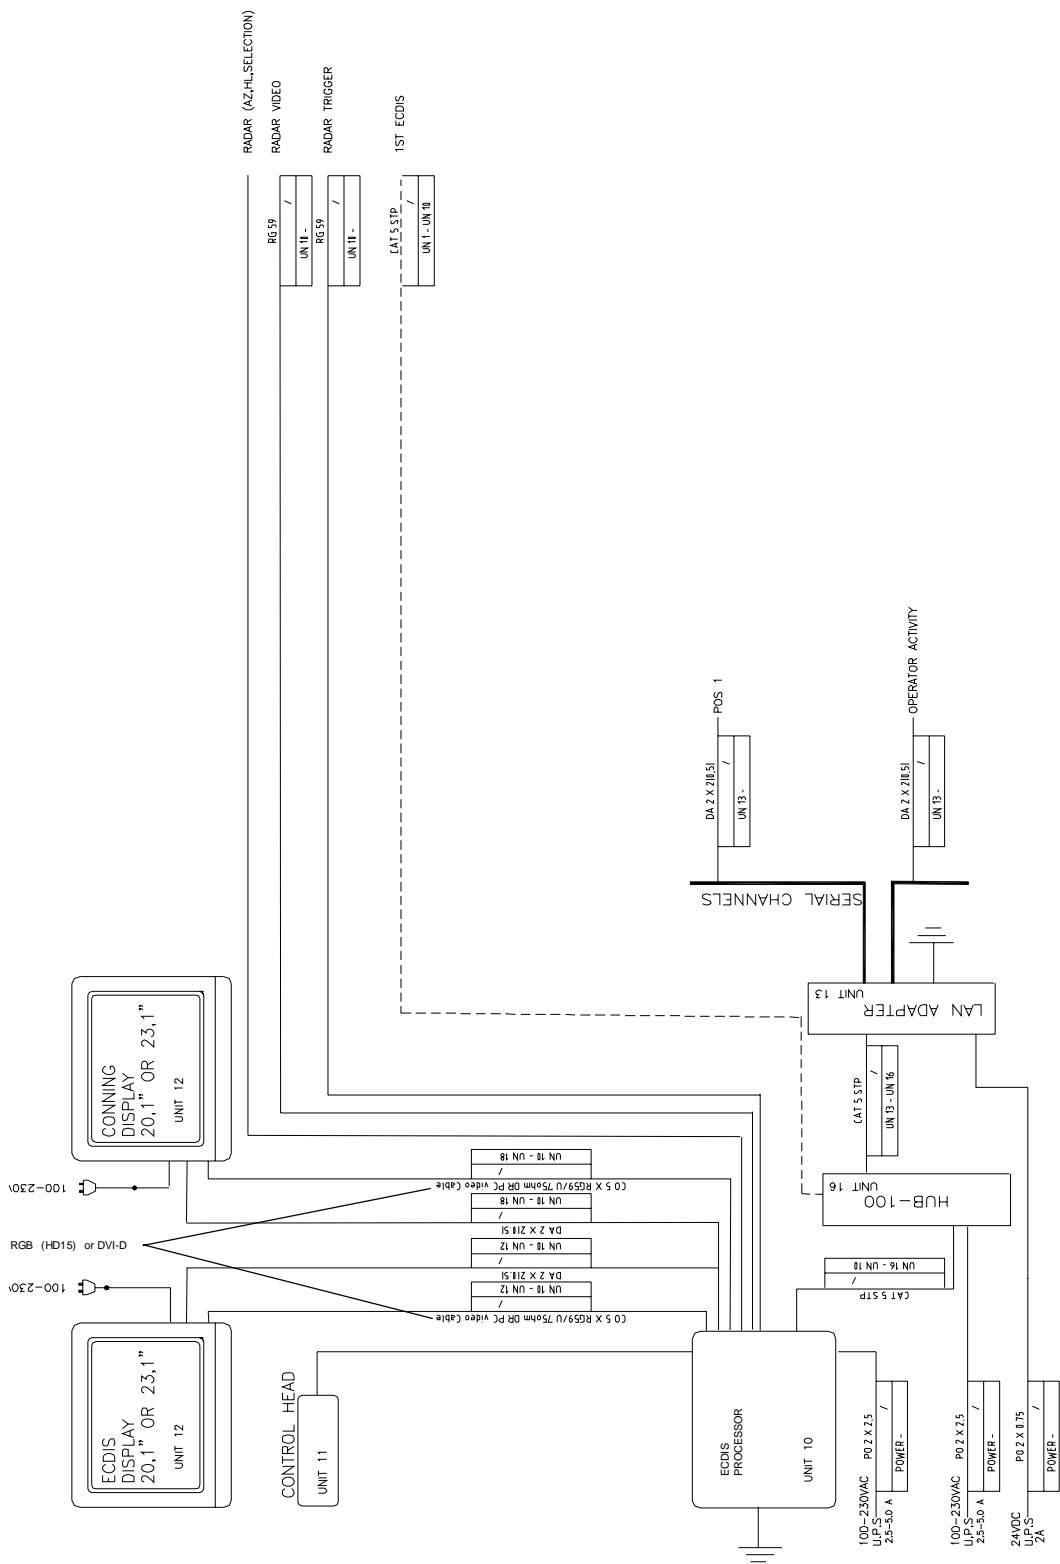 RADAR (AZ,HL,SELECTION)
RADAR VIDEO
RADAR TRIGGER
1ST ECDIS
RG 59
/
UN 10 -
RG 59
/
UN 10 -
CAT 5 STP
/
UN 1 - UN 10
POS 1
OPERATOR ACTIVITY
DA 2 X 2(0,5)
/
UN 13 -
DA 2 X 2(0,5)
/
UN 13 -
SERIAL CHANNELS
UNIT 13
LAN ADAPTER
CONNING
DISPLAY
20,1" OR 23,1"
UNIT 12
CAT 5 STP
/
UN 13 - UN 16
100-230V
UN 10 - UN 18
/
CO 5 X RG59/U 75ohm OR PC video Cable
UN 10 - UN 18
/
DA 2 X 2(0.5)
UN 10 - UN 12
/
DA 2 X 2(0.5)
UN 10 - UN 12
/
CO 5 X RG59/U 75ohm OR PC video Cable
RGB (HD15) or DVI-D
100-230V
UNIT 16
HUB-100
UN 16 - UN 10
/
CAT 5 STP
ECDIS
DISPLAY
20,1" OR 23,1"
UNIT 12
CONTROL HEAD
UNIT 11
ECDIS
PROCESSOR
UNIT 10
100-230VAC
U.P.S
2.5-5.0 A
PO 2 X 2,5
/
POWER -
100-230VAC
U.P.S
2.5-5.0 A
PO 2 X 2,5
/
POWER -
24VDC
U.P.S
2A
PO 2 X 0.75
/
POWER -